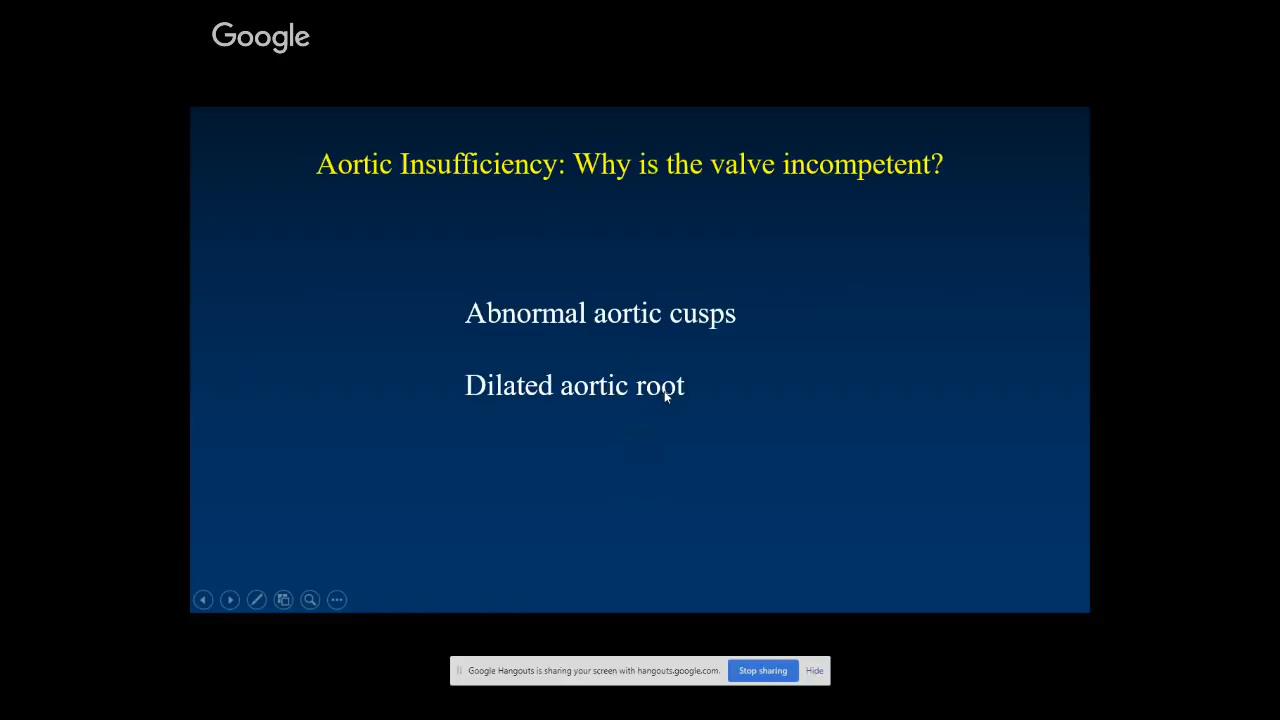 Google
Aortic Insufficiency: Why is the valve incompetent?
Abnormal aortic cusps
Dilated aortic root
Google Hangouts is sharing your screen with hangouts.google.com. Stop sharing Hide